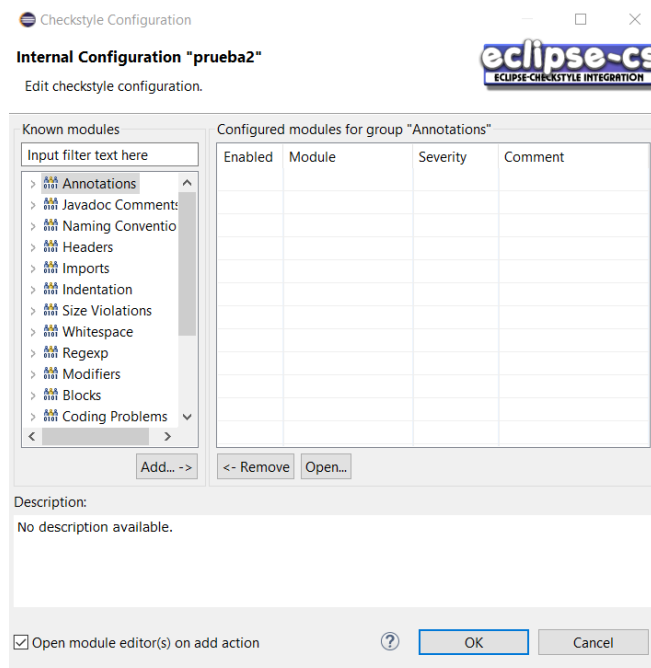 Checkstyle Configuration
Internal Configuration "prueba2"
Edit checkstyle configuration.
eclipse-cs
ECLIPSE-CHECKSTYLE INTEGRATION
Known modules
Input filter text here
Annotations
Javadoc Comments
Naming Conventio
Headers
Imports
Indentation
Size Violations
Whitespace
Regexp
Modifiers
Blocks
Coding Problems
Add... ->
Configured modules for group "Annotations"
Enabled Module Severity Comment
<- Remove Open...
Description:
No description available.
Open module editor(s) on add action
? OK Cancel